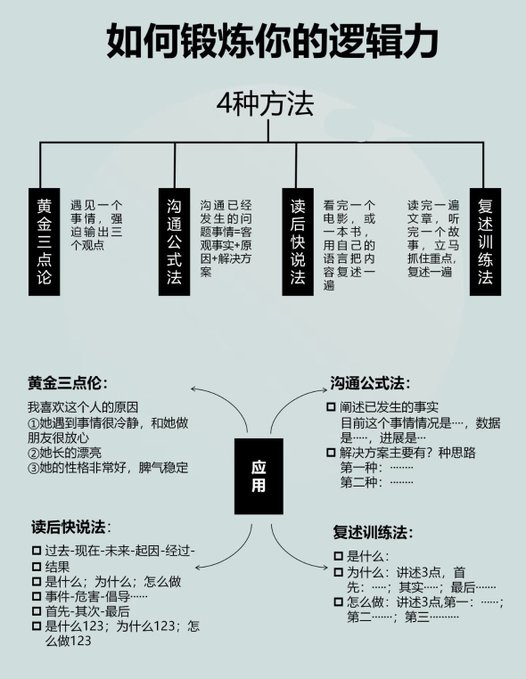 如何锻炼你的逻辑力
4种方法
黄金三点论
遇见一个
事情，强
迫输出三
个观点
沟通公式法
沟通已经
发生的问
题事情=客
观事实+原
因+解决方
案
读后快说法
看完一个
电影，或
一本书，
用自己的
语言把内
容复述一
遍
读完一遍
文章，听
完一个故
事，立马
抓住重点，
复述一遍
复述训练法
黄金三点伦：
我喜欢这个人的原因
①她遇到事情很冷静，和她做
朋友很放心
②她长的漂亮
③她的性格非常好，脾气稳定
沟通公式法：
阐述已发生的事实
目前这个事情情况是····，数据
是·····，进展是···
解决方案主要有？种思路
第一种：········
第二种：········
应用
读后快说法：
过去-现在-未来-起因-经过-
结果
是什么；为什么；怎么做
事件-危害-倡导······
首先-其次-最后
是什么123；为什么123；怎
么做123
复述训练法：
是什么：
为什么：讲述3点，首
先：·····；其实·····；最后·······
怎么做：讲述3点,第一：······；
第二·······；第三··········